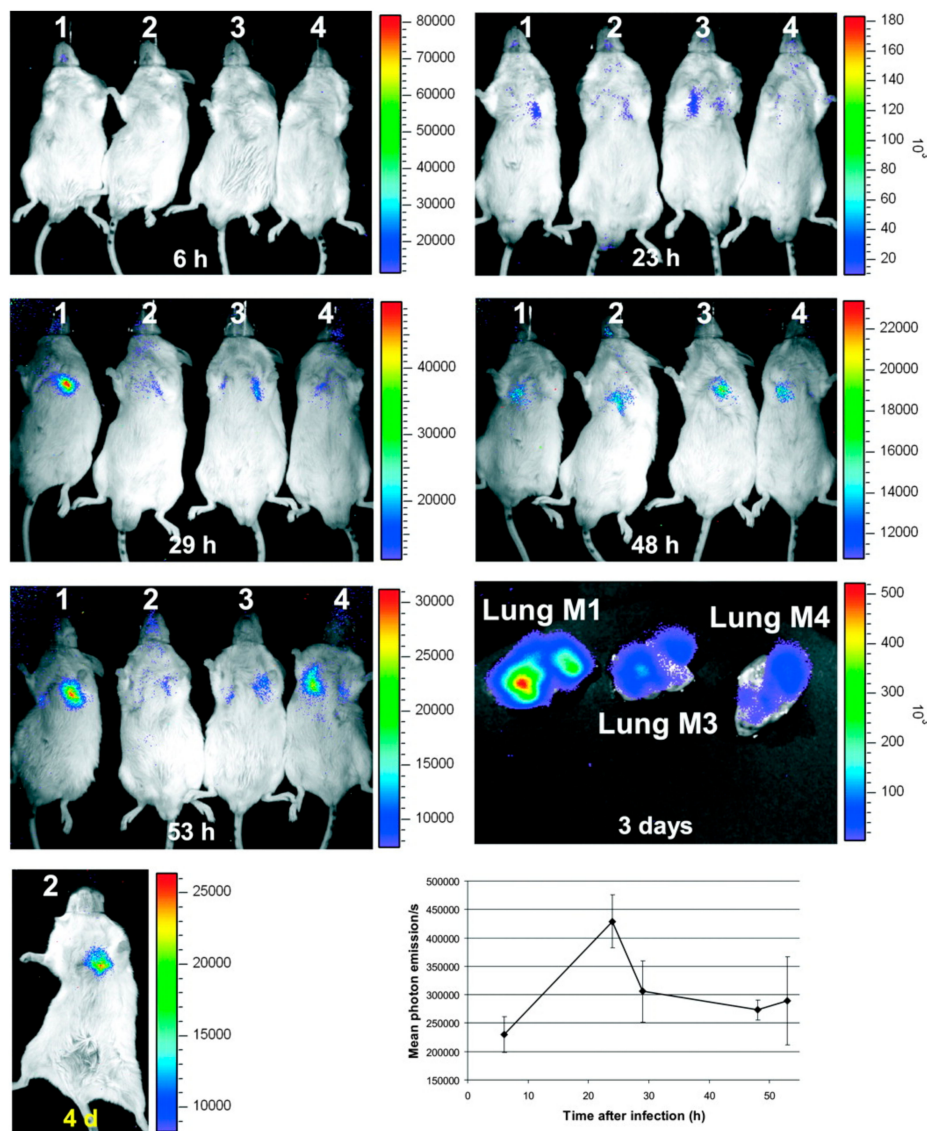 1 2 3 4
80000
70000
60000
50000
40000
30000
20000
10000
6 h
1 2 3 4
180
160
140
120
100
80
60
40
20
10³
23 h
1 2 3 4
40000
30000
20000
29 h
1 2 3 4
22000
20000
18000
16000
14000
12000
48 h
1 2 3 4
30000
25000
20000
15000
10000
53 h
Lung M1
Lung M3
Lung M4
3 days
500
400
300
200
100
10³
2
25000
20000
15000
10000
4 d
Mean photon emission/s
500000
450000
400000
350000
300000
250000
200000
150000
0 10 20 30 40 50
Time after infection (h)